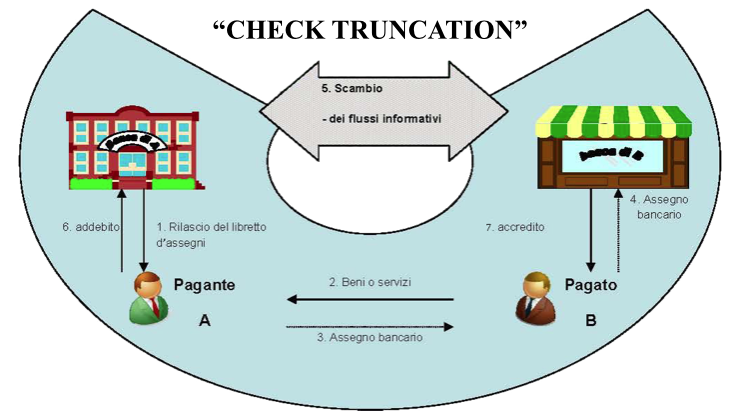 “CHECK TRUNCATION”
5. Scambio
- dei flussi informativi
Banca di A
banca di B
6. addebito
1. Rilascio del libretto
d'assegni
7. accredito
4. Assegno
bancario
Pagante
A
2. Beni o servizi
3. Assegno bancario
Pagato
B